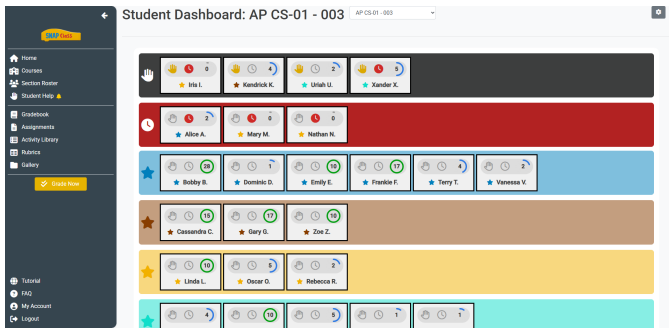 Student Dashboard: AP CS-01 - 003
AP CS-01 - 003
Home
Courses
Section Roster
Student Help
Gradebook
Assignments
Activity Library
Rubrics
Gallery
Grade Now
Tutorial
FAQ
My Account
Logout
0 4 2 5
Iris I. Kendrick K. Uriah U. Xander X.
2 0 0
Alice A. Mary M. Nathan N.
28 1 10 17 4 2
Bobby B. Dominic D. Emily E. Frankie F. Terry T. Vanessa V.
15 17 10
Cassandra C. Gary G. Zoe Z.
10 5 2
Linda L. Oscar O. Rebecca R.
4 10 5 1 1